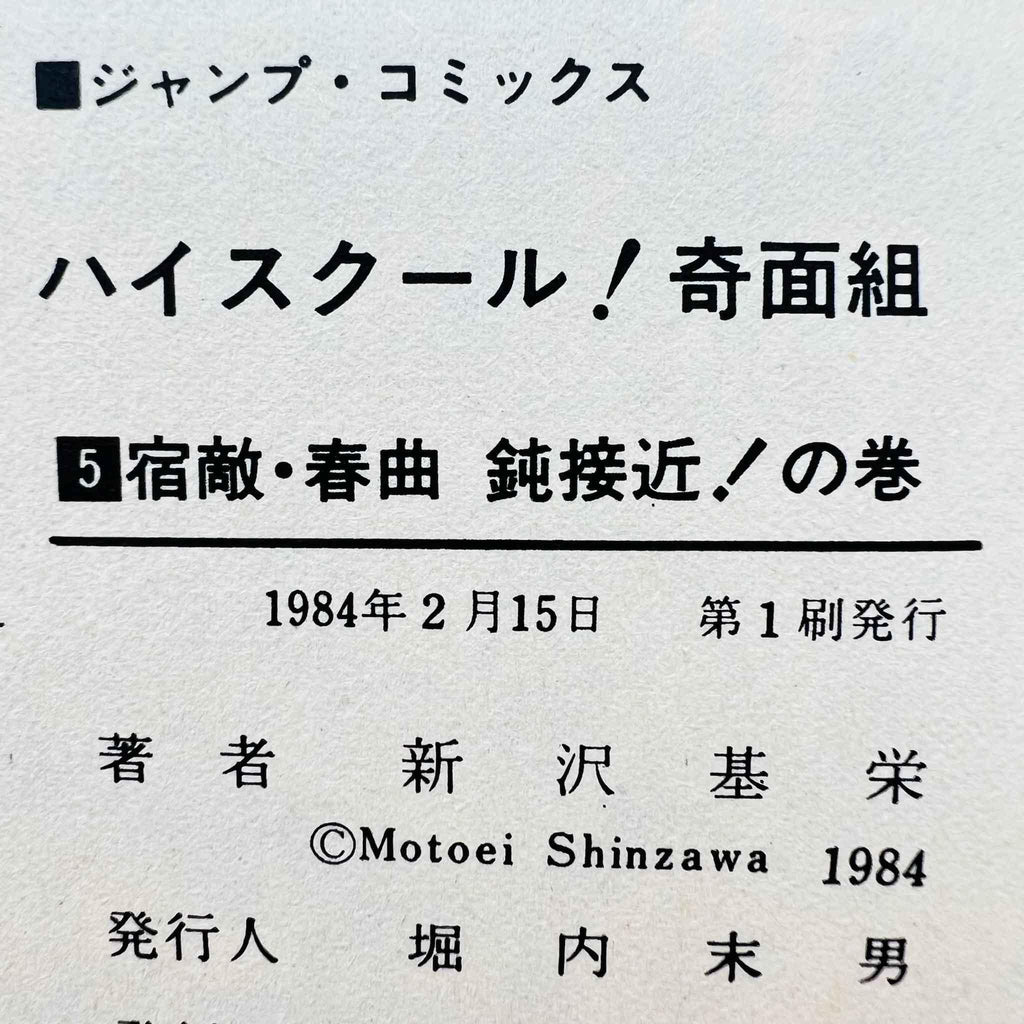 ■ジャンプ・コミックス
ハイスクール!奇面組
5宿敵・春曲 鈍接近!の巻
1984年2月15日 第1刷発行
著者 新沢基栄
©Motoei Shinzawa 1984
発行人 堀内末男